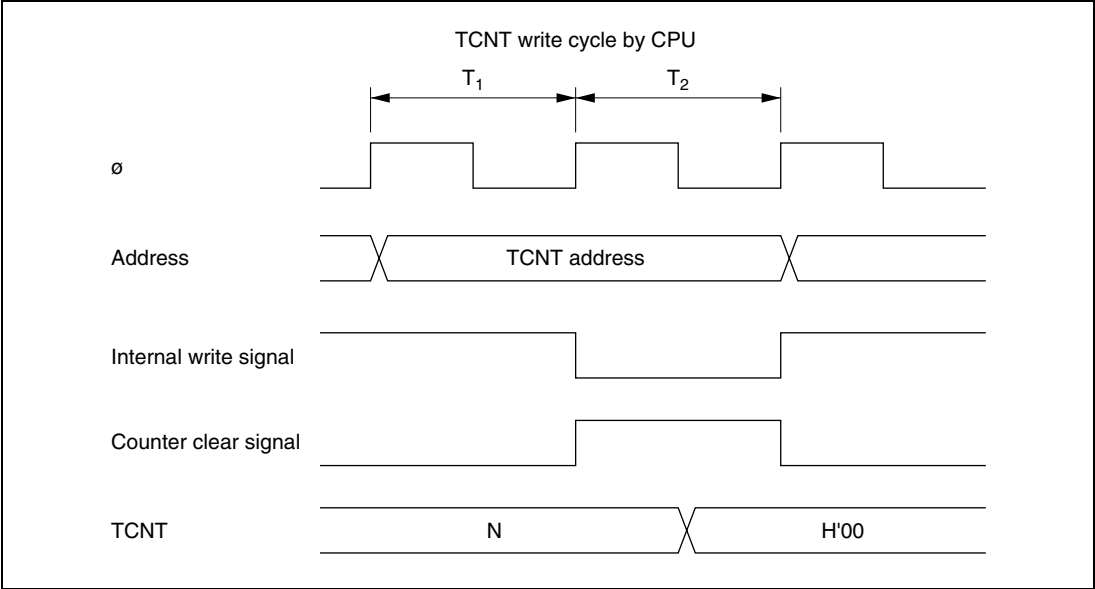 TCNT write cycle by CPU
T1 T2
ø
Address TCNT address
Internal write signal
Counter clear signal
TCNT N H'00